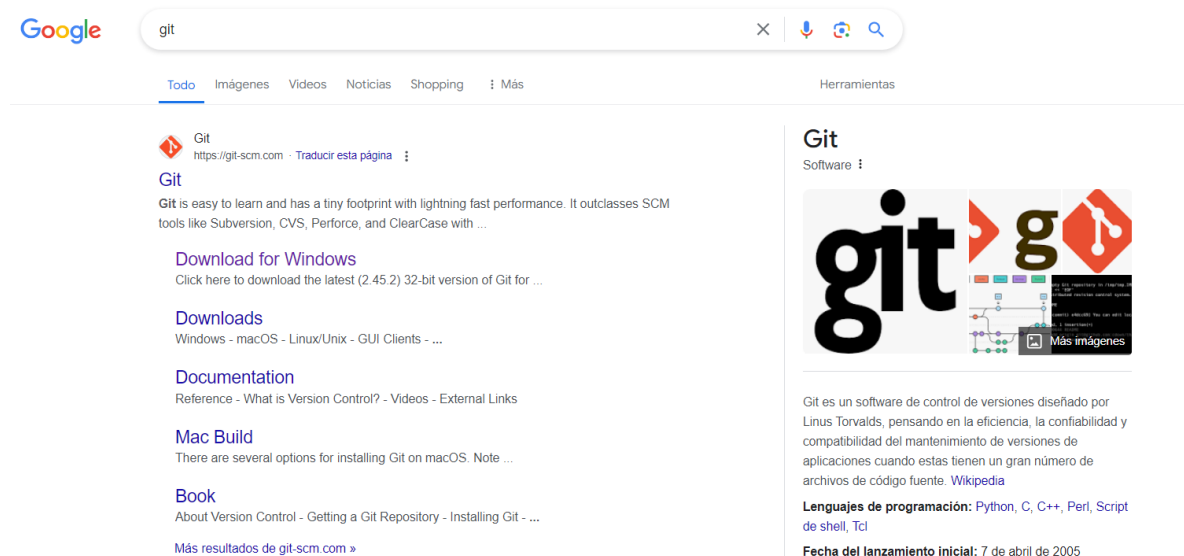 Google
git
Todo
Imágenes
Videos
Noticias
Shopping
Más
Herramientas
Git
https://git-scm.com · Traducir esta página
Git
Git is easy to learn and has a tiny footprint with lightning fast performance. It outclasses SCM
tools like Subversion, CVS, Perforce, and ClearCase with ...
Download for Windows
Click here to download the latest (2.45.2) 32-bit version of Git for ...
Downloads
Windows - macOS - Linux/Unix - GUI Clients - ...
Documentation
Reference - What is Version Control? - Videos - External Links
Mac Build
There are several options for installing Git on macOS. Note ...
Book
About Version Control - Getting a Git Repository - Installing Git - ...
Más resultados de git-scm.com »
Git
Software
git
g
Más imágenes
Git es un software de control de versiones diseñado por
Linus Torvalds, pensando en la eficiencia, la confiabilidad y
compatibilidad del mantenimiento de versiones de
aplicaciones cuando estas tienen un gran número de
archivos de código fuente. Wikipedia
Lenguajes de programación: Python, C, C++, Perl, Script
de shell, Tcl
Fecha del lanzamiento inicial: 7 de abril de 2005